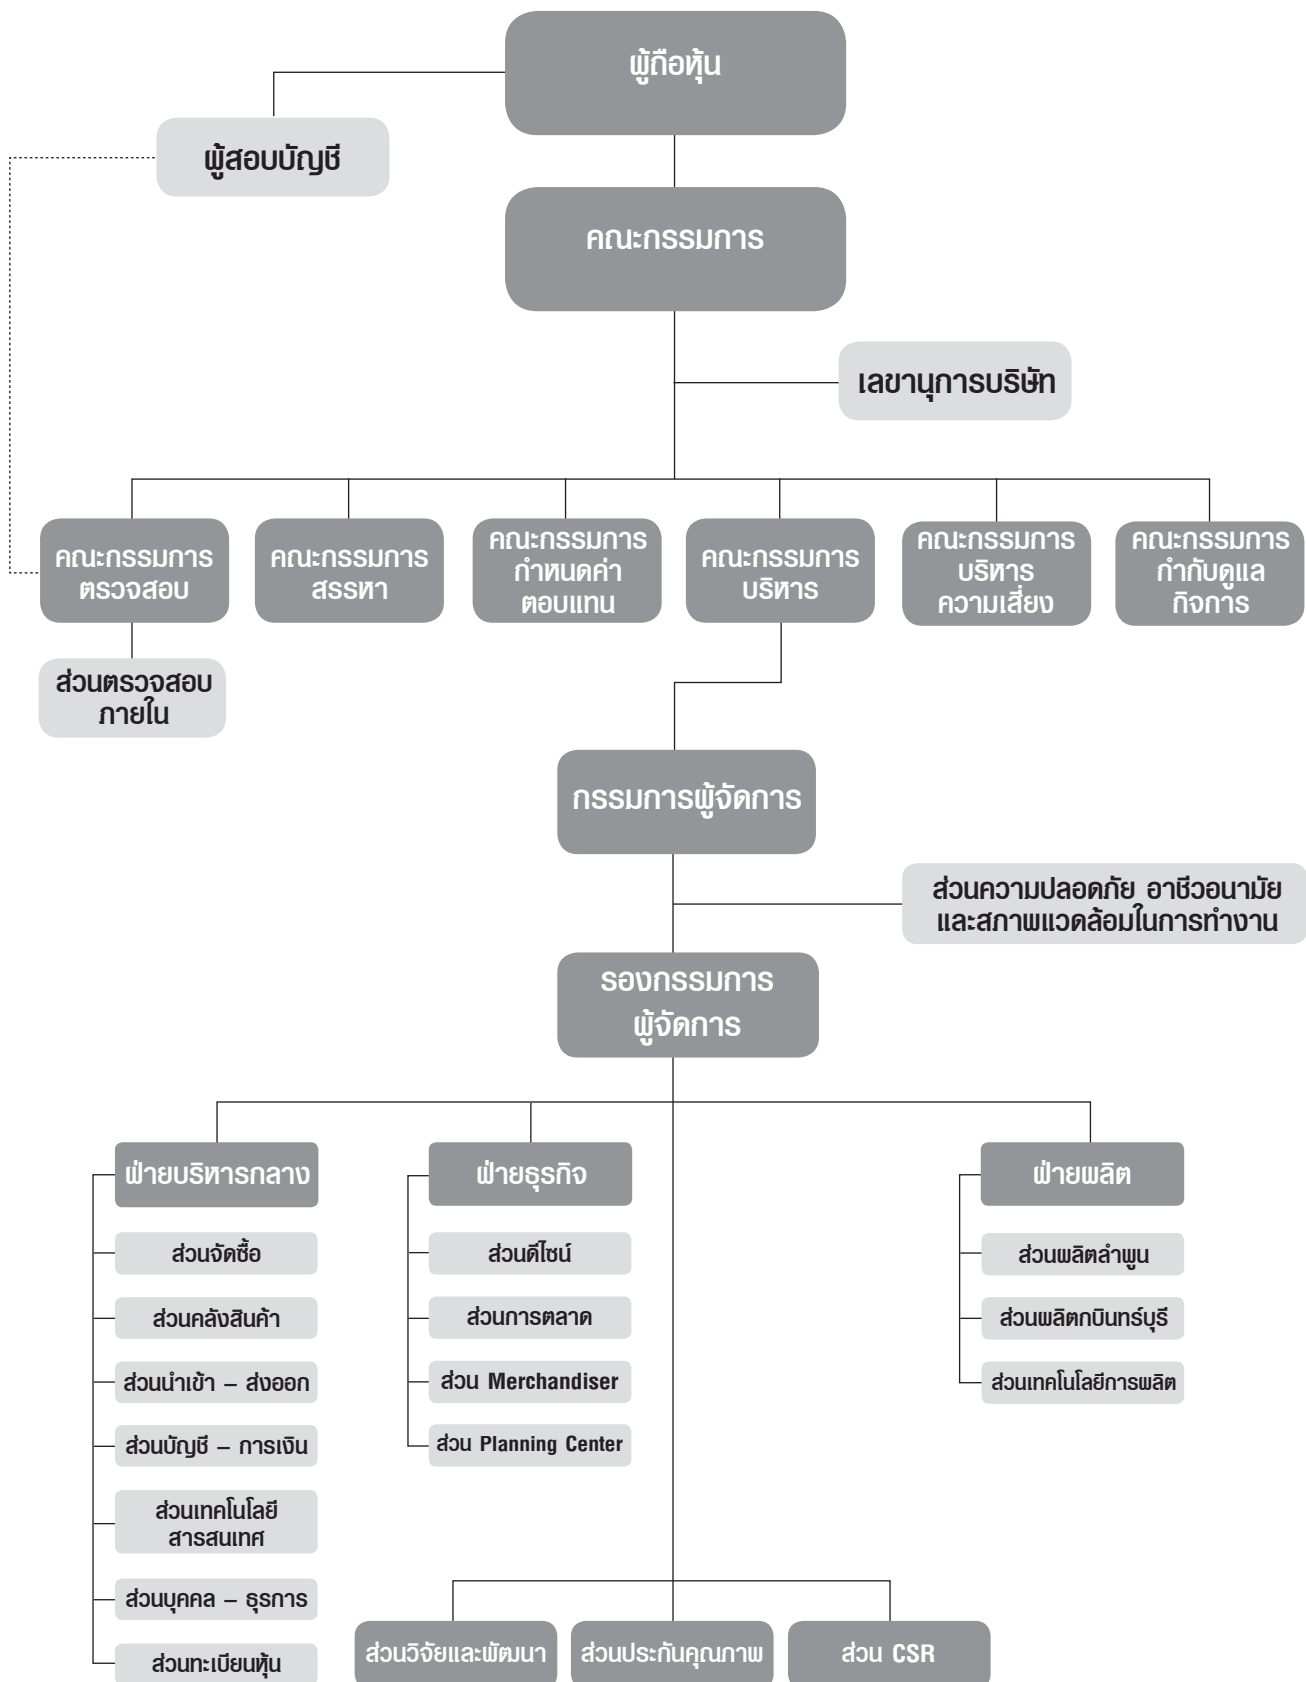 ผู้ถือหุ้น
ผู้สอบบัญชี
คณะกรรมการ
เลขานุการบริษัท
คณะกรรมการ
ตรวจสอบ
คณะกรรมการ
สรรหา
คณะกรรมการ
กำหนดค่า
ตอบแทน
คณะกรรมการ
บริหาร
คณะกรรมการ
บริหาร
ความเสี่ยง
คณะกรรมการ
กำกับดูแล
กิจการ
ส่วนตรวจสอบ
ภายใน
กรรมการผู้จัดการ
ส่วนความปลอดภัย อาชีวอนามัย
และสภาพแวดล้อมในการทำงาน
รองกรรมการ
ผู้จัดการ
ฝ่ายบริหารกลาง
ส่วนจัดซื้อ
ส่วนคลังสินค้า
ส่วนนำเข้า – ส่งออก
ส่วนบัญชี – การเงิน
ส่วนเทคโนโลยี
สารสนเทศ
ส่วนบุคคล – ธุรการ
ส่วนทะเบียนหุ้น
ฝ่ายธุรกิจ
ส่วนดีไซน์
ส่วนการตลาด
ส่วน Merchandiser
ส่วน Planning Center
ฝ่ายผลิต
ส่วนผลิตลำพูน
ส่วนผลิตกบินทร์บุรี
ส่วนเทคโนโลยีการผลิต
ส่วนวิจัยและพัฒนา
ส่วนประกันคุณภาพ
ส่วน CSR